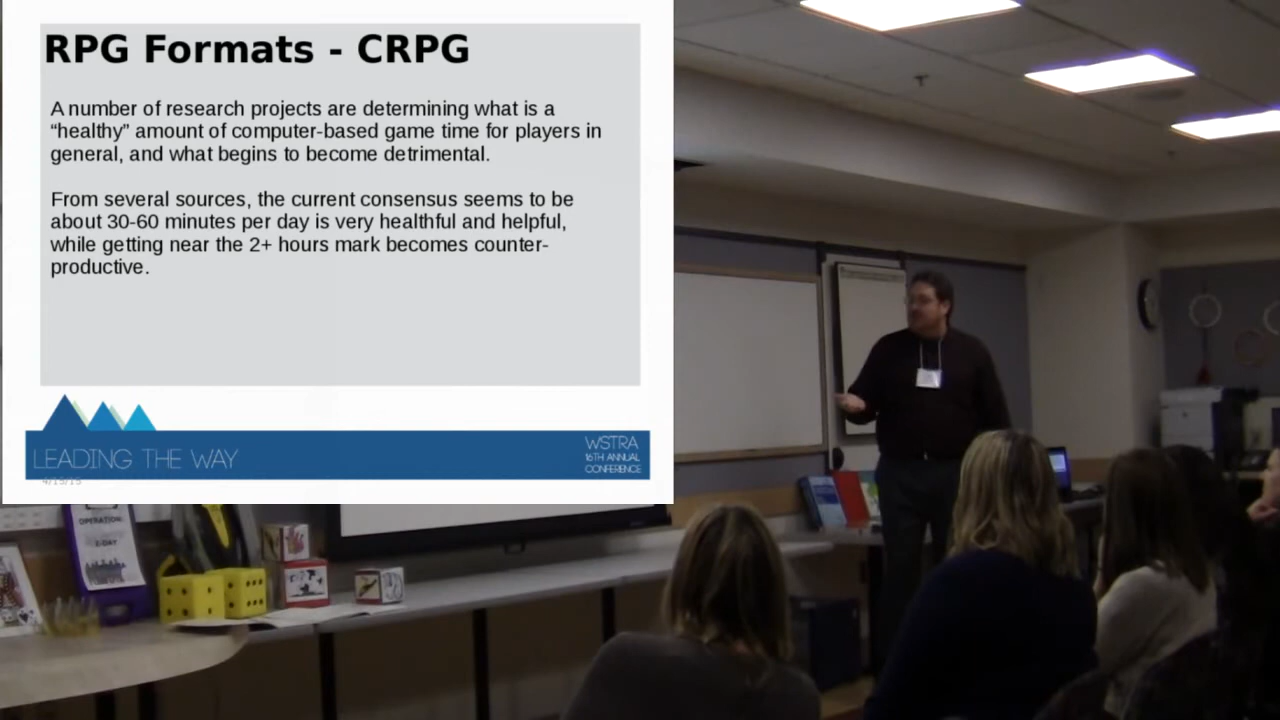 RPG Formats - CRPG
A number of research projects are determining what is a
“healthy” amount of computer-based game time for players in
general, and what begins to become detrimental.
From several sources, the current consensus seems to be
about 30-60 minutes per day is very healthful and helpful,
while getting near the 2+ hours mark becomes counter-
productive.
LEADING THE WAY
WSTRA
16TH ANNUAL
CONFERENCE
4/15/15
OPERATION: